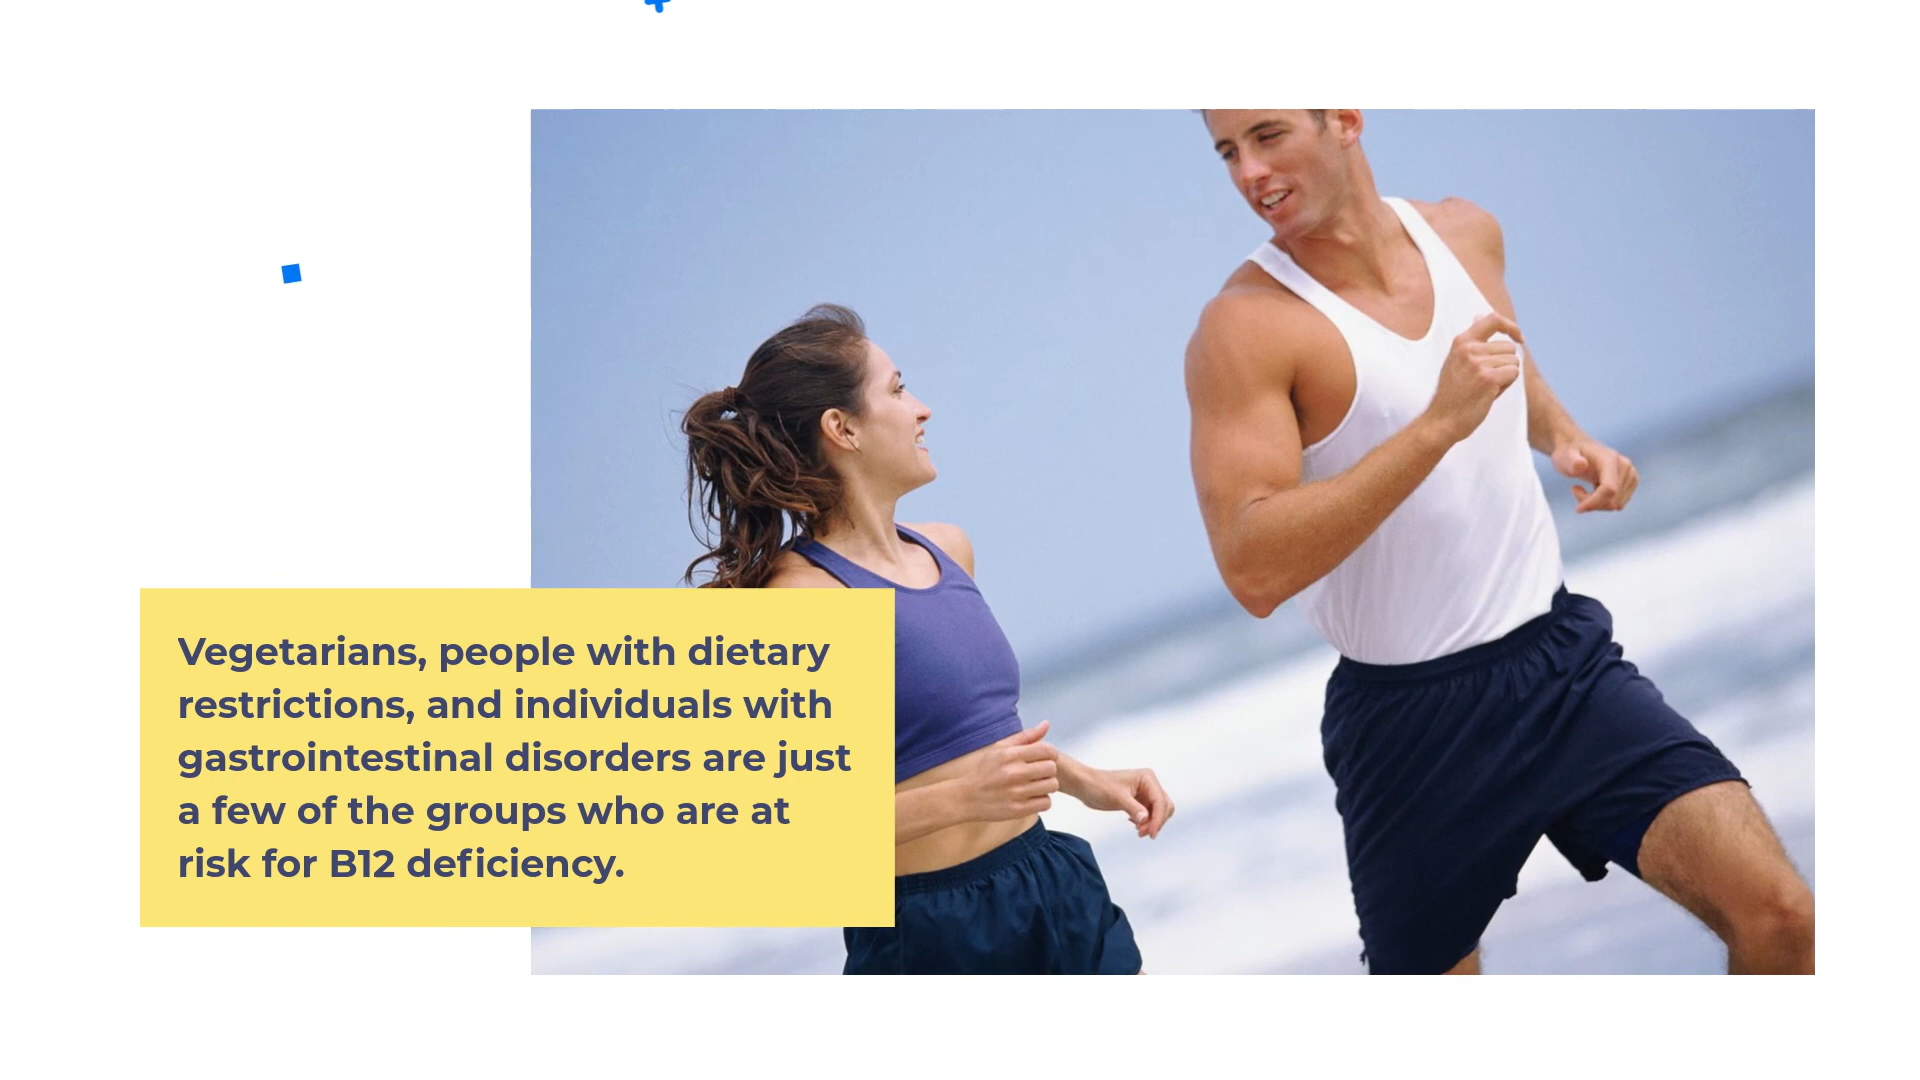 Vegetarians, people with dietary
restrictions, and individuals with
gastrointestinal disorders are just
a few of the groups who are at
risk for B12 deficiency.